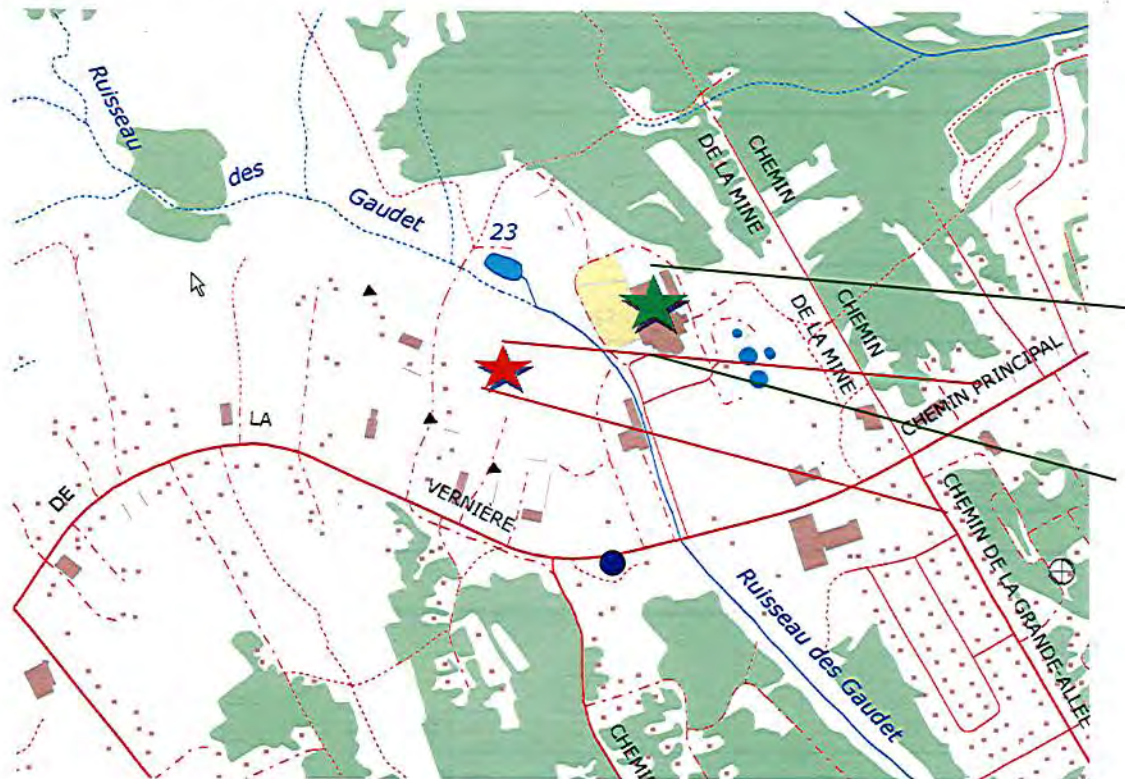 Ruisseau
des
Gaudet
23
CHEMIN
DE LA MINE
CHEMIN
DE LA MINE
CHEMIN PRINCIPAL
DE
LA
VERNIÈRE
CHEMIN DE LA GRANDE-ALLÉE
Ruisseau des Gaudet
CHEMIN